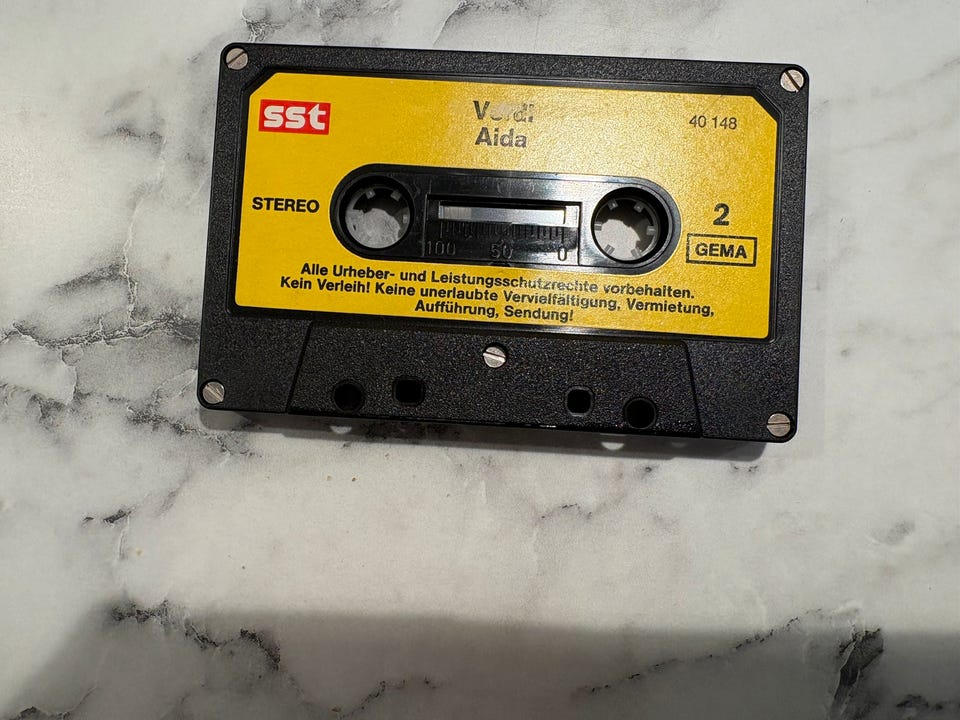 sst
Verdi
Aida
40 148
STEREO
2
GEMA
100 50 0
Alle Urheber- und Leistungsschutzrechte vorbehalten.
Kein Verleih! Keine unerlaubte Vervielfältigung, Vermietung,
Aufführung, Sendung!